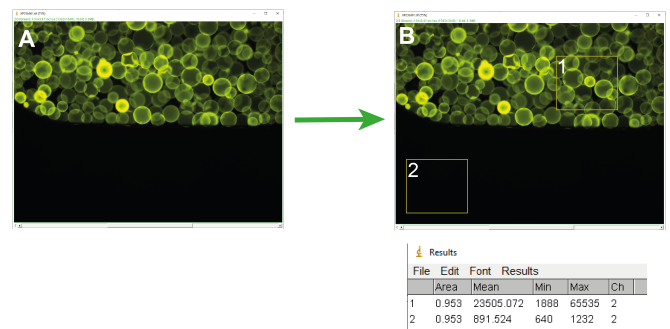 A
B
1
2
Results
File Edit Font Results
Area Mean Min Max Ch
1 0.953 23505.072 1888 65535 2
2 0.953 891.524 640 1232 2